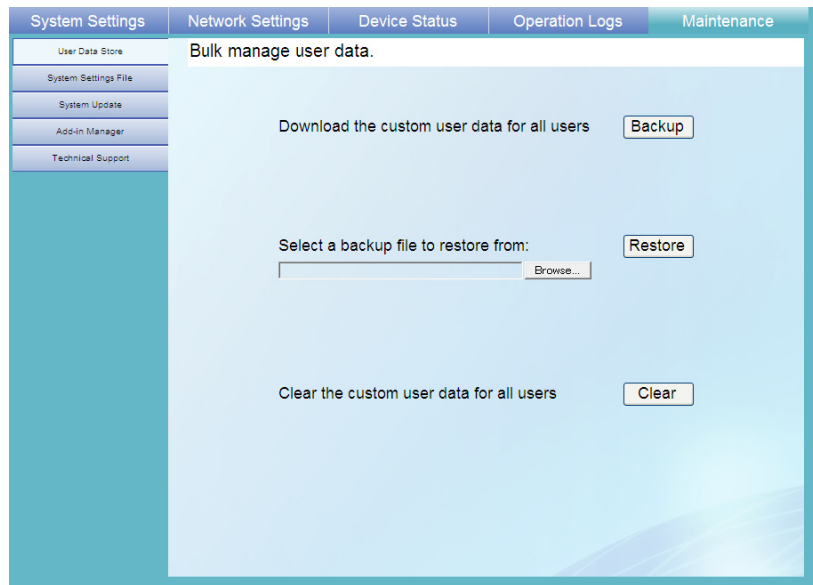 System Settings Network Settings Device Status Operation Logs Maintenance
User Data Store
System Settings File
System Update
Add-in Manager
Technical Support
Bulk manage user data.
Download the custom user data for all users Backup
Select a backup file to restore from: Restore
Browse...
Clear the custom user data for all users Clear